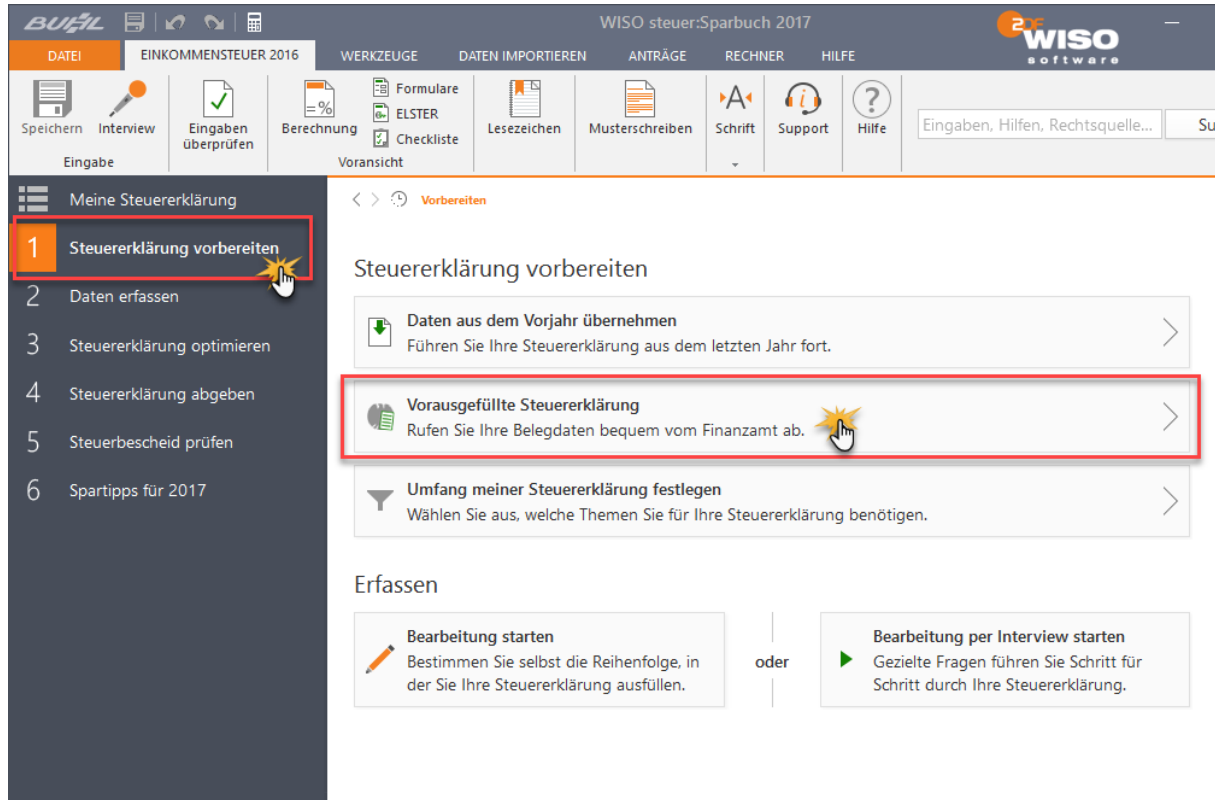 BUHL
WISO steuer:Sparbuch 2017
ZDF
WISO
software
DATEI
EINKOMMENSTEUER 2016
WERKZEUGE
DATEN IMPORTIEREN
ANTRÄGE
RECHNER
HILFE
Speichern
Interview
Eingabe
Eingaben
überprüfen
= %
Berechnung
Formulare
ELSTER
Checkliste
Voransicht
Lesezeichen
Musterschreiben
A
Schrift
i
Support
?
Hilfe
Eingaben, Hilfen, Rechtsquelle...
Su
Meine Steuererklärung
1 Steuererklärung vorbereiten
2 Daten erfassen
3 Steuererklärung optimieren
4 Steuererklärung abgeben
5 Steuerbescheid prüfen
6 Spartipps für 2017
Vorbereiten
Steuererklärung vorbereiten
Daten aus dem Vorjahr übernehmen
Führen Sie Ihre Steuererklärung aus dem letzten Jahr fort.
Vorausgefüllte Steuererklärung
Rufen Sie Ihre Belegdaten bequem vom Finanzamt ab.
Umfang meiner Steuererklärung festlegen
Wählen Sie aus, welche Themen Sie für Ihre Steuererklärung benötigen.
Erfassen
Bearbeitung starten
Bestimmen Sie selbst die Reihenfolge, in
der Sie Ihre Steuererklärung ausfüllen.
oder
Bearbeitung per Interview starten
Gezielte Fragen führen Sie Schritt für
Schritt durch Ihre Steuererklärung.